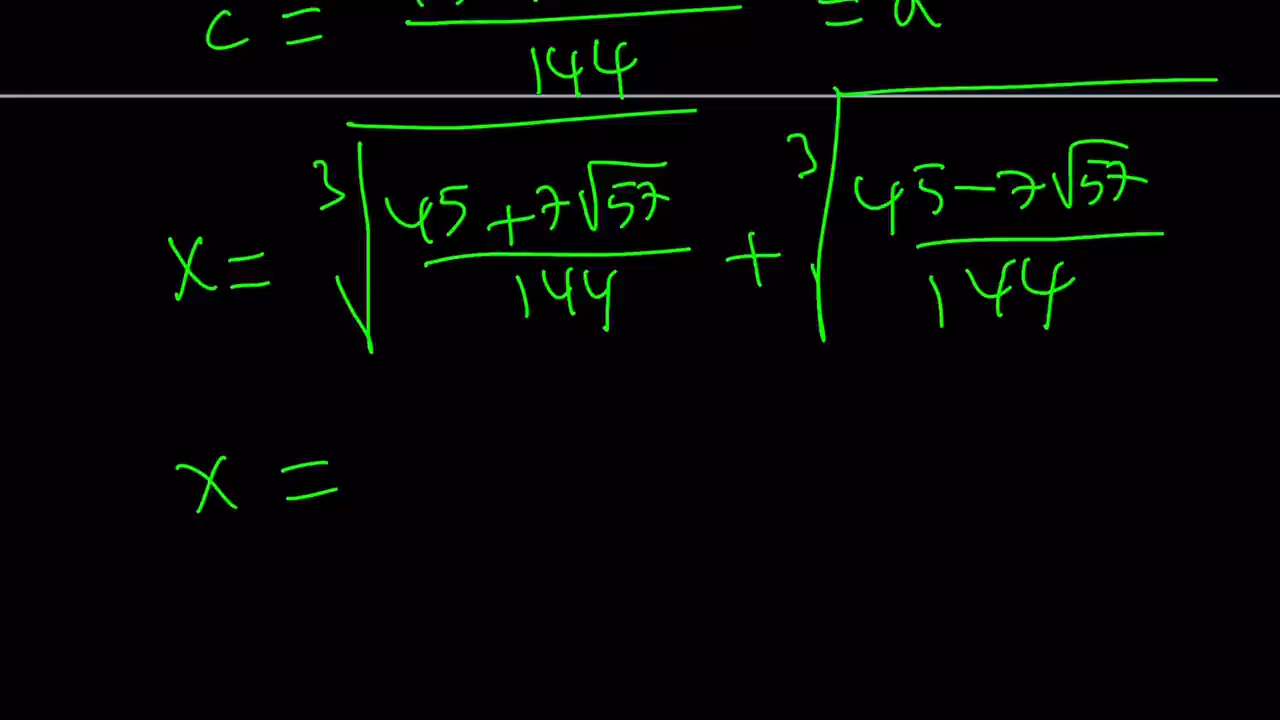 c = 144 = a
x = ∛((45 + 7√57)/144) + ∛((45 − 7√57)/144)
x =